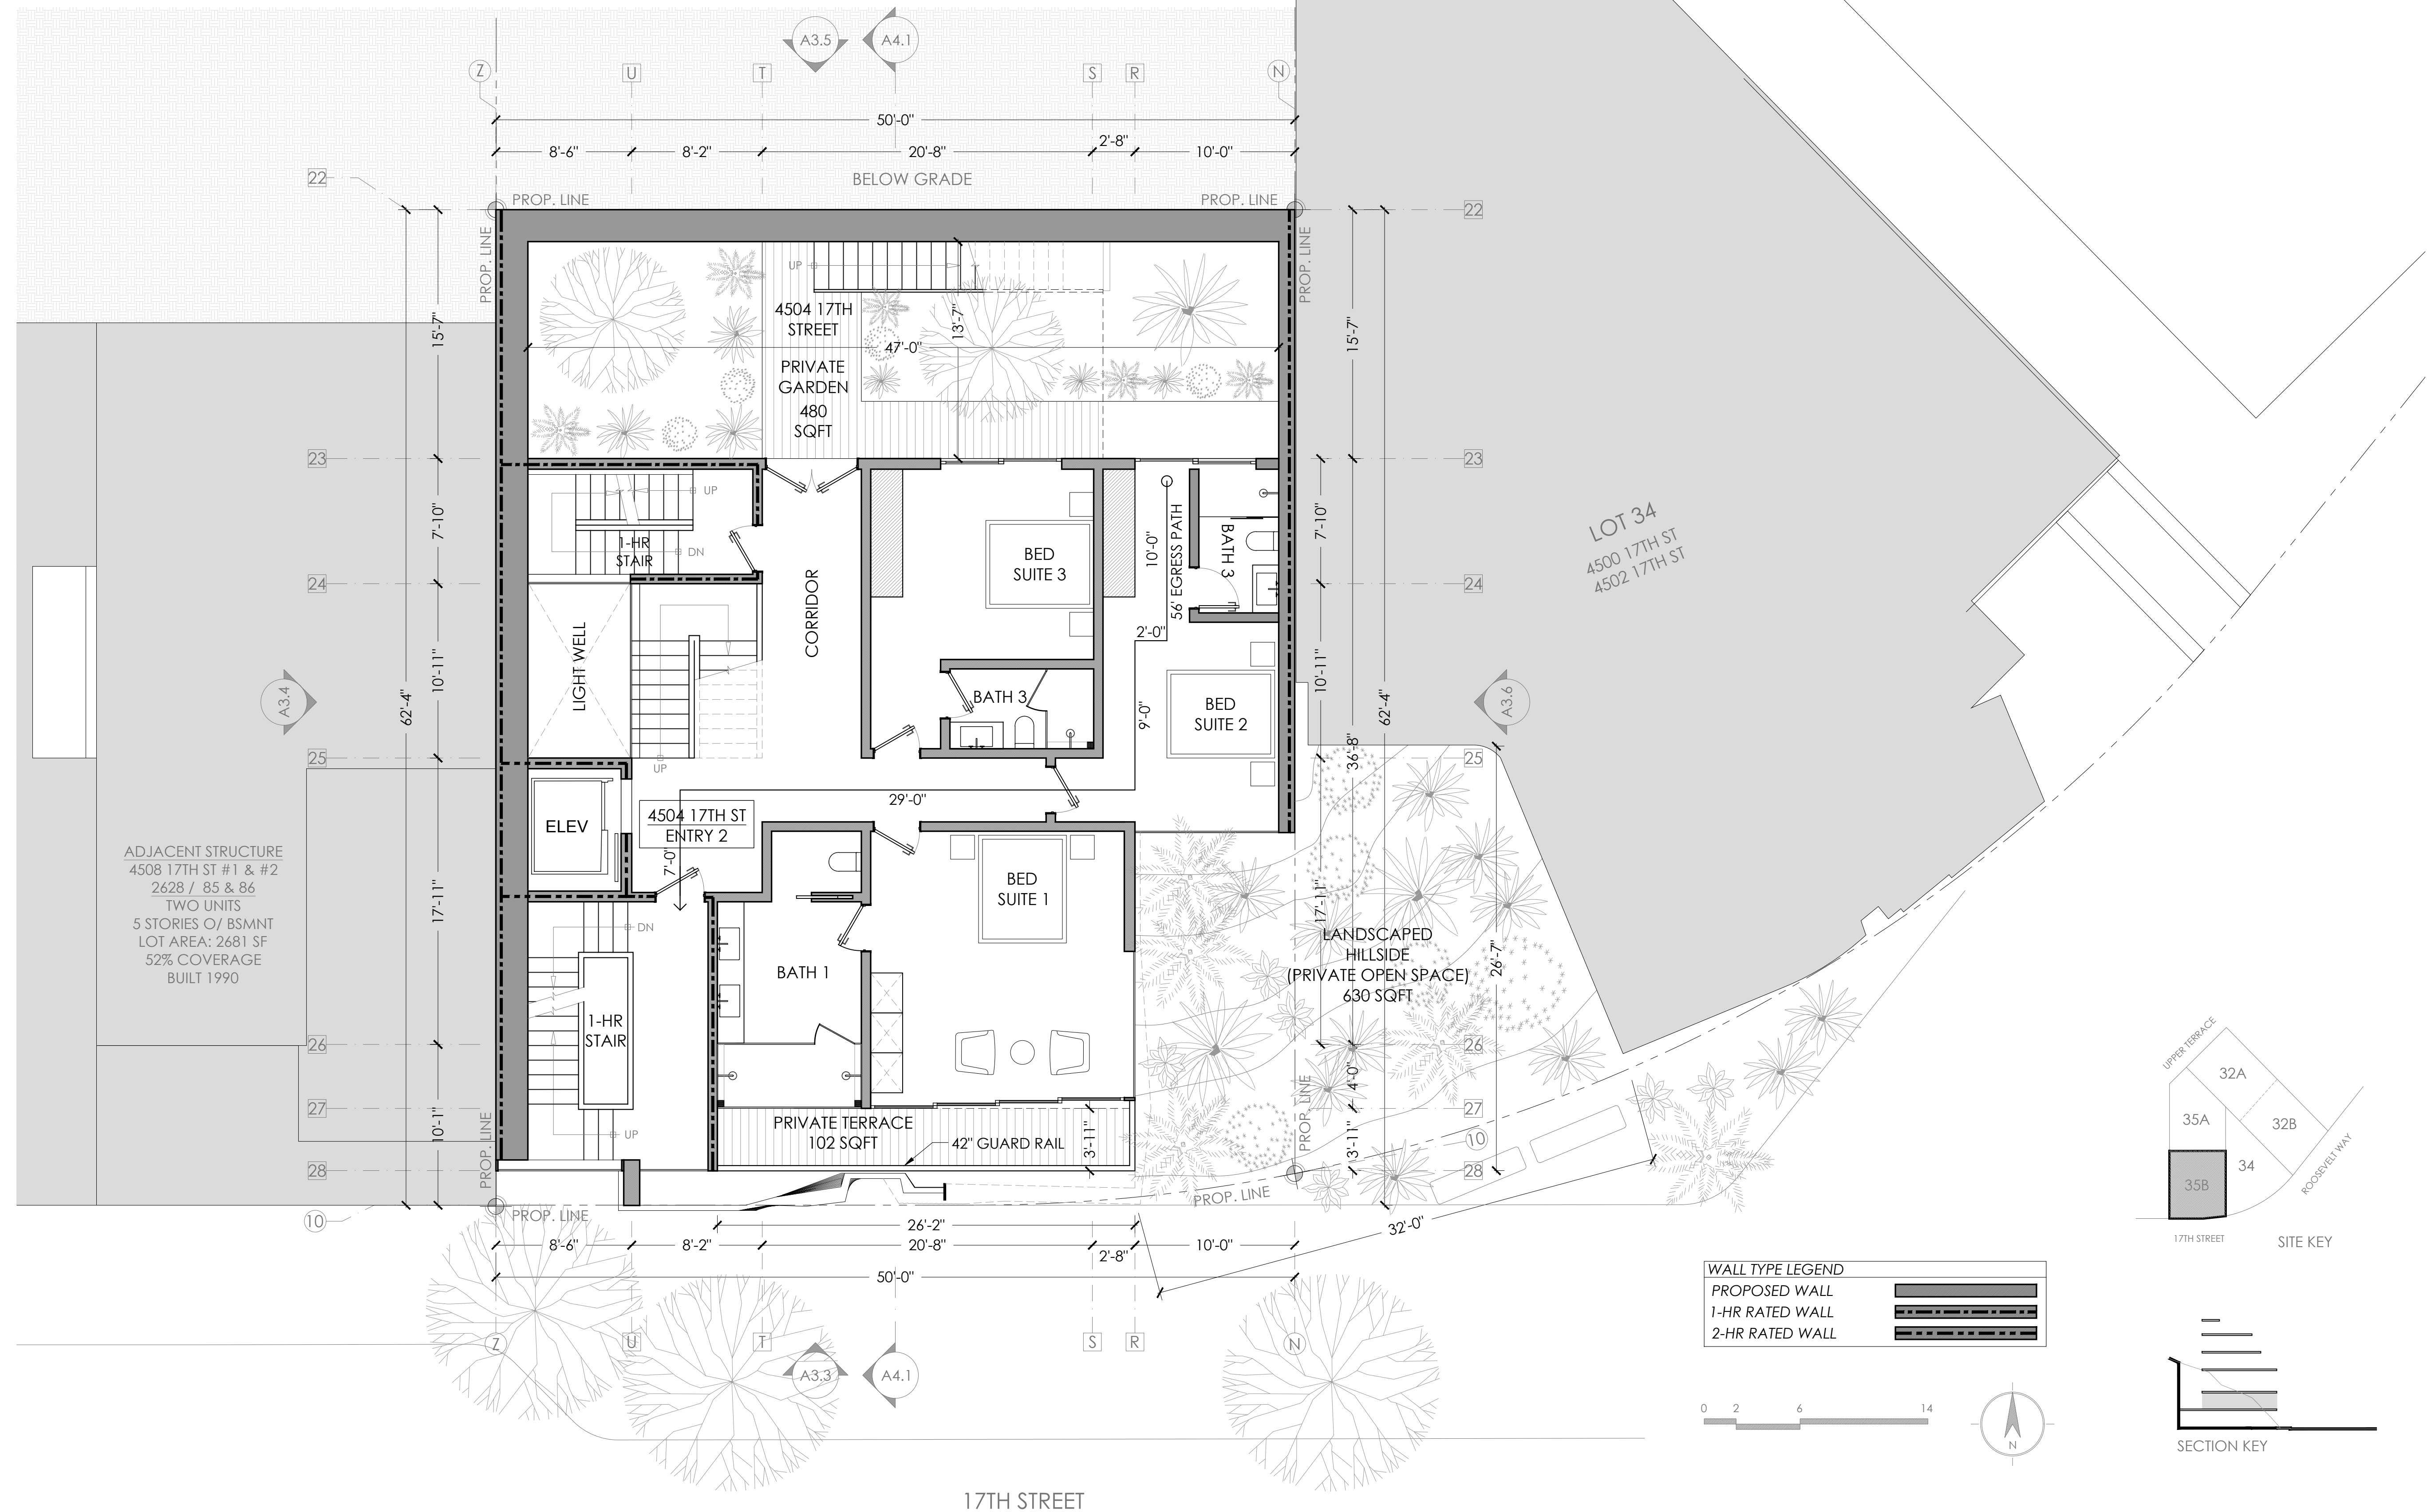 A3.5
A4.1
Z
U
T
S
R
N
50'-0"
8'-6"
8'-2"
20'-8"
2'-8"
10'-0"
BELOW GRADE
22
PROP. LINE
PROP. LINE
22
PROP. LINE
PROP. LINE
UP
4504 17TH
STREET
PRIVATE
GARDEN
480
SQFT
13'-7"
47'-0"
15'-7"
15'-7"
23
23
7'-10"
7'-10"
UP
1-HR
STAIR
DN
CORRIDOR
BED
SUITE 3
10'-0"
56' EGRESS PATH
BATH 3
LOT 34
4500 17TH ST
4502 17TH ST
24
24
LIGHT WELL
2'-0"
10'-11"
10'-11"
62'-4"
62'-4"
36'-8"
A3.4
A3.6
BATH 3
9'-0"
BED
SUITE 2
25
25
UP
29'-0"
ELEV
4504 17TH ST
ENTRY 2
7'-0"
ADJACENT STRUCTURE
4508 17TH ST #1 & #2
2628 / 85 & 86
TWO UNITS
5 STORIES O/ BSMNT
LOT AREA: 2681 SF
52% COVERAGE
BUILT 1990
17'-11"
17'-11"
DN
BED
SUITE 1
BATH 1
LANDSCAPED
HILLSIDE
(PRIVATE OPEN SPACE)
630 SQFT
26'-7"
1-HR
STAIR
26
26
4'-0"
27
27
10'-1"
UP
PRIVATE TERRACE
102 SQFT
42" GUARD RAIL
3'-11"
3'-11"
PROP. LINE
PROP. LINE
10
28
28
PROP. LINE
PROP. LINE
10
26'-2"
32'-0"
8'-6"
8'-2"
20'-8"
2'-8"
10'-0"
50'-0"
Z
U
T
S
R
N
A3.3
A4.1
17TH STREET
UPPER TERRACE
32A
35A
32B
34
35B
ROOSEVELT WAY
17TH STREET
SITE KEY
WALL TYPE LEGEND
PROPOSED WALL
1-HR RATED WALL
2-HR RATED WALL
0 2 6 14
N
SECTION KEY